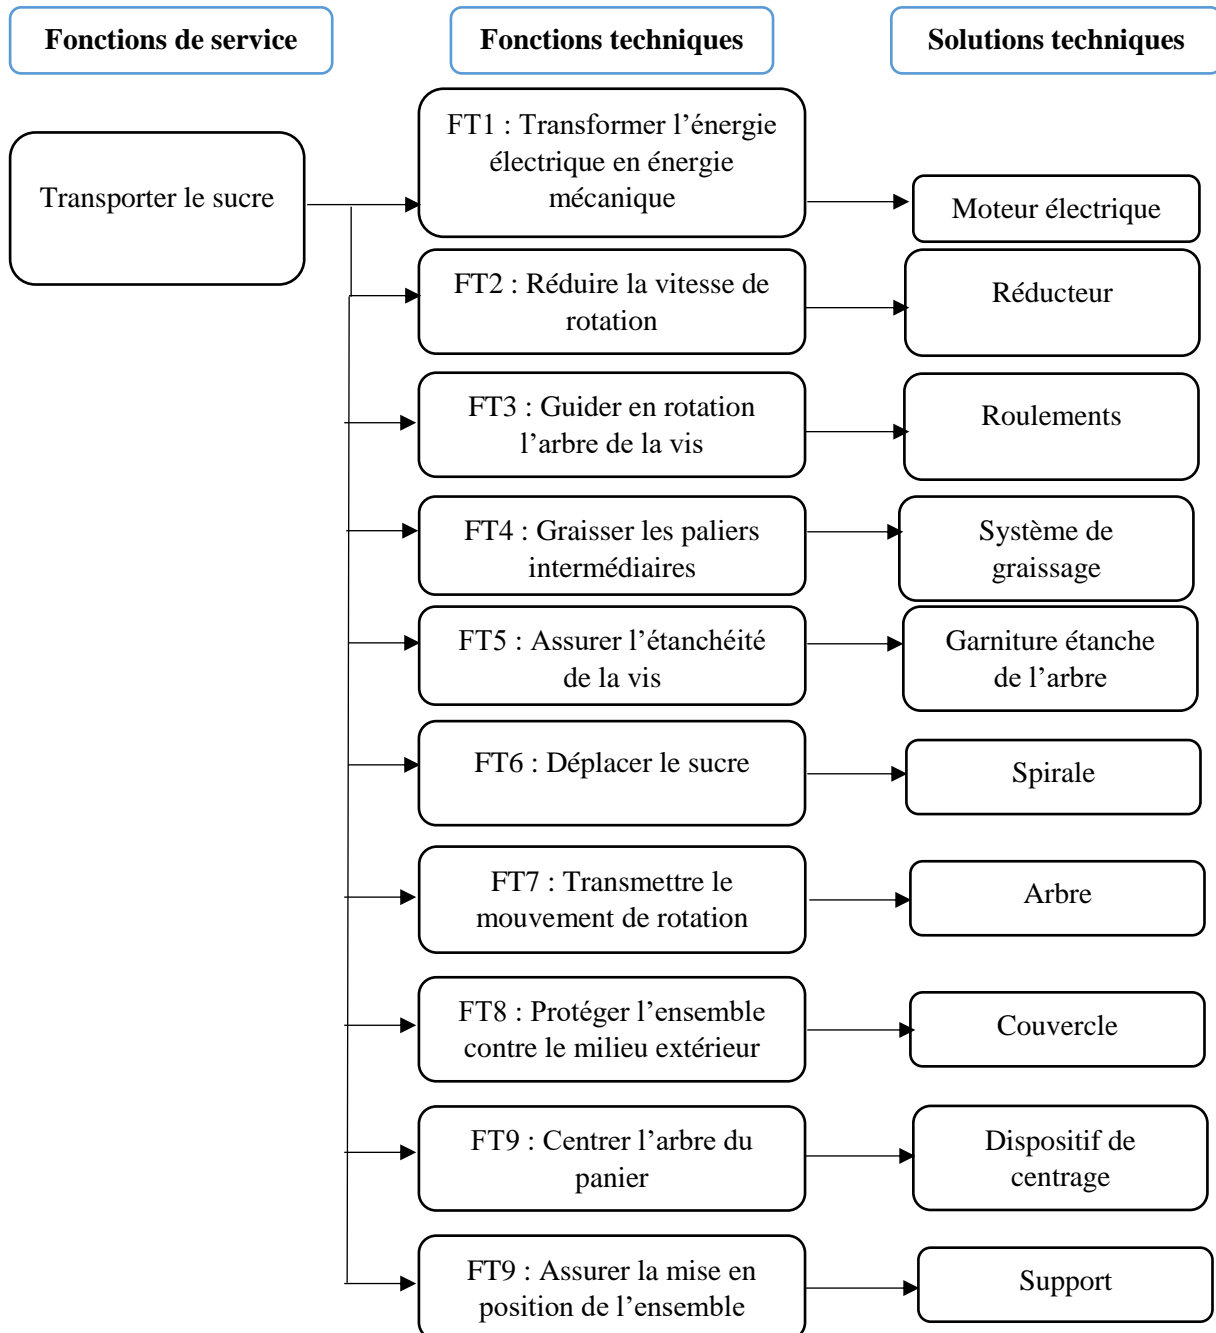 Fonctions de service
Fonctions techniques
Solutions techniques
Transporter le sucre
FT1 : Transformer l’énergie
électrique en énergie
mécanique
Moteur électrique
FT2 : Réduire la vitesse de
rotation
Réducteur
FT3 : Guider en rotation
l’arbre de la vis
Roulements
FT4 : Graisser les paliers
intermédiaires
Système de
graissage
FT5 : Assurer l’étanchéité
de la vis
Garniture étanche
de l’arbre
FT6 : Déplacer le sucre
Spirale
FT7 : Transmettre le
mouvement de rotation
Arbre
FT8 : Protéger l’ensemble
contre le milieu extérieur
Couvercle
FT9 : Centrer l’arbre du
panier
Dispositif de
centrage
FT9 : Assurer la mise en
position de l’ensemble
Support